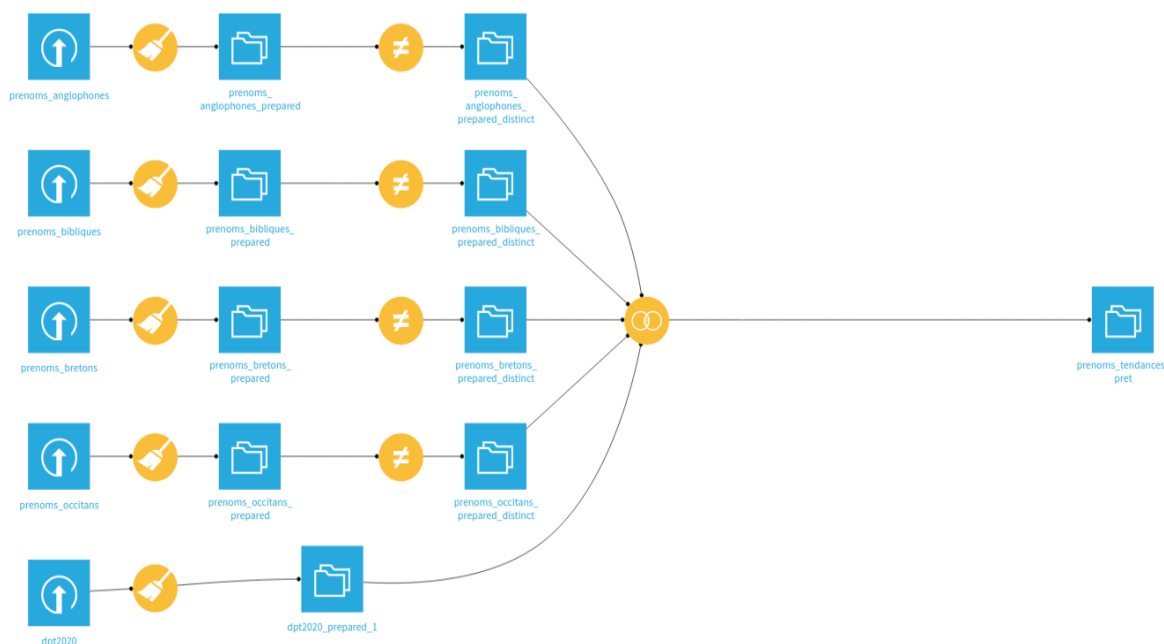 prenoms_anglophones
prenoms_
anglophones_prepared
prenoms_
anglophones_
prepared_distinct
prenoms_bibliques
prenoms_bibliques_
prepared
prenoms_bibliques_
prepared_distinct
prenoms_bretons
prenoms_bretons_
prepared
prenoms_bretons_
prepared_distinct
prenoms_tendances
pret
prenoms_occitans
prenoms_occitans_
prepared
prenoms_occitans_
prepared_distinct
dpt2020
dpt2020_prepared_1